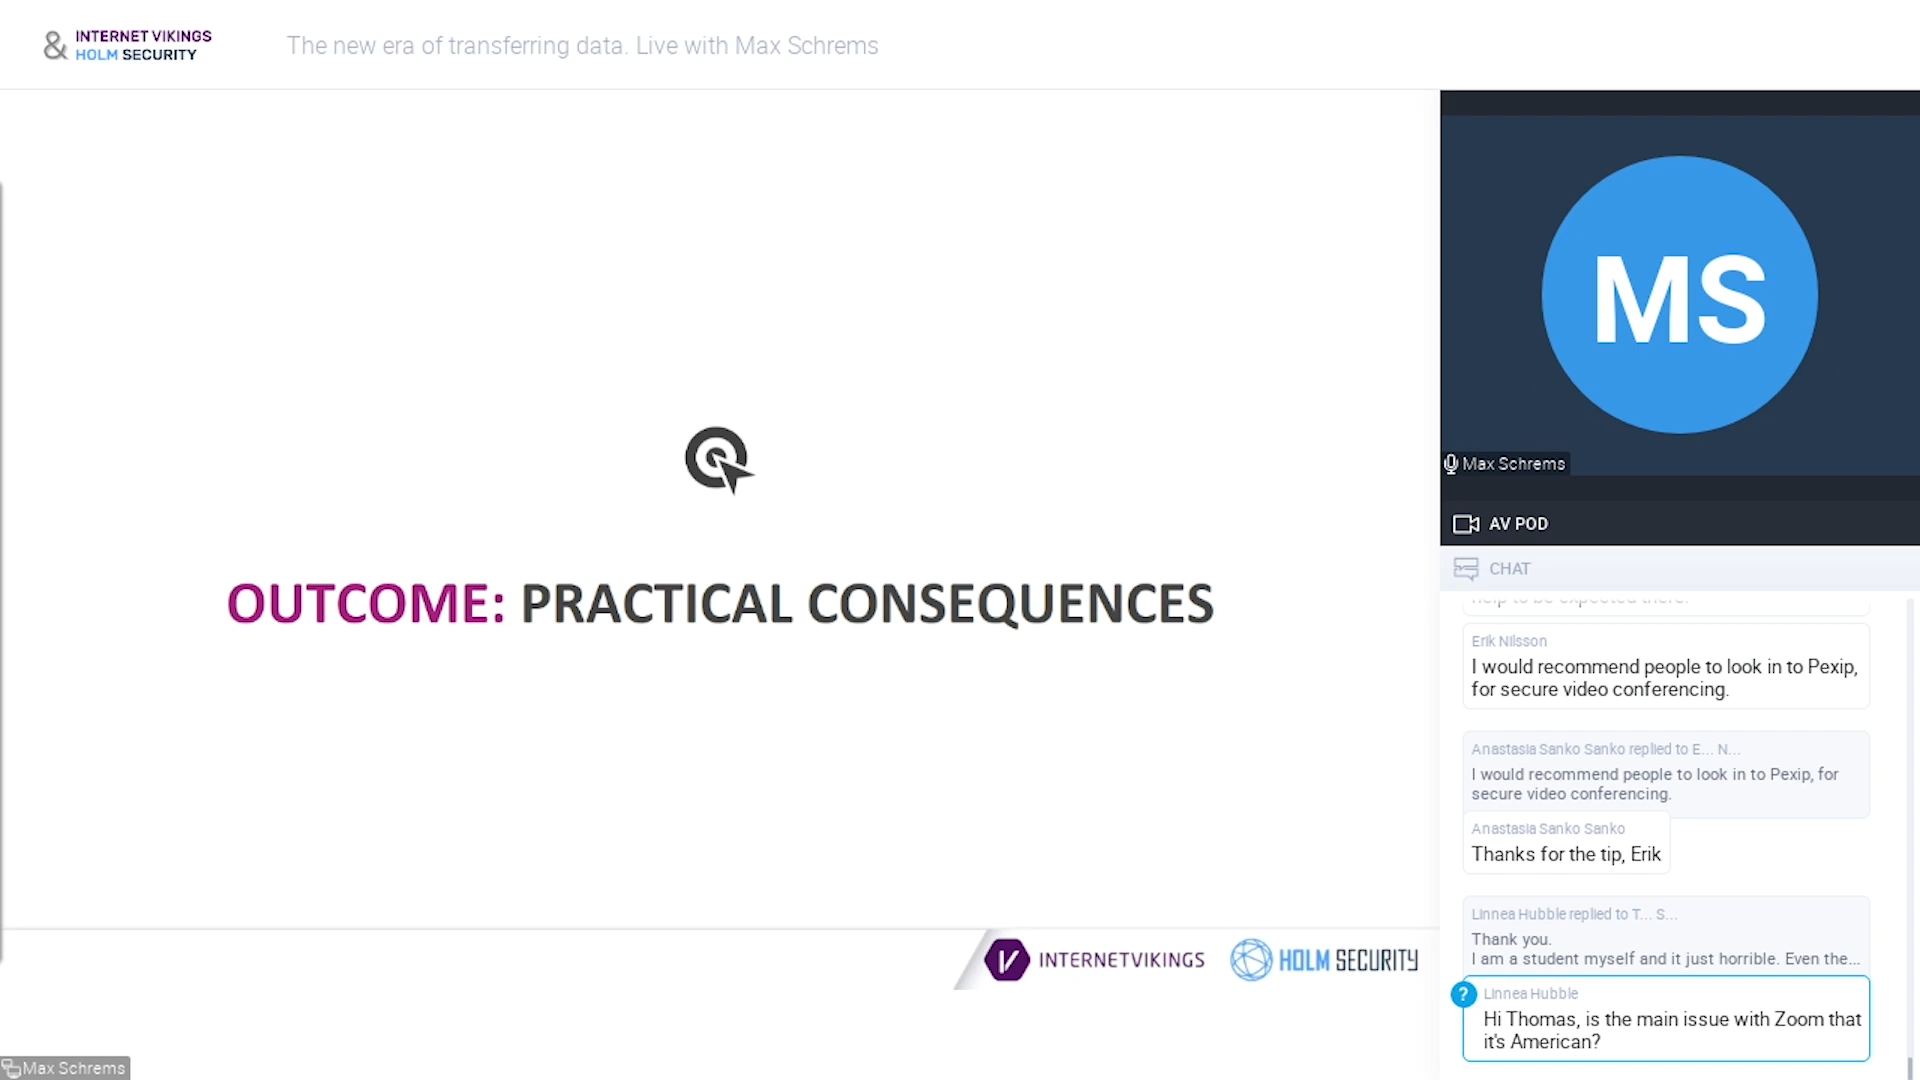 & INTERNET VIKINGS
HOLM SECURITY
The new era of transferring data. Live with Max Schrems
OUTCOME: PRACTICAL CONSEQUENCES
INTERNETVIKINGS
HOLM SECURITY
Max Schrems
MS
Max Schrems
AV POD
CHAT
help to be expected there.
Erik Nilsson
I would recommend people to look in to Pexip,
for secure video conferencing.
Anastasia Sanko Sanko replied to E... N...
I would recommend people to look in to Pexip, for
secure video conferencing.
Anastasia Sanko Sanko
Thanks for the tip, Erik
Linnea Hubble replied to T... S...
Thank you.
I am a student myself and it just horrible. Even the...
?
Linnea Hubble
Hi Thomas, is the main issue with Zoom that
it's American?